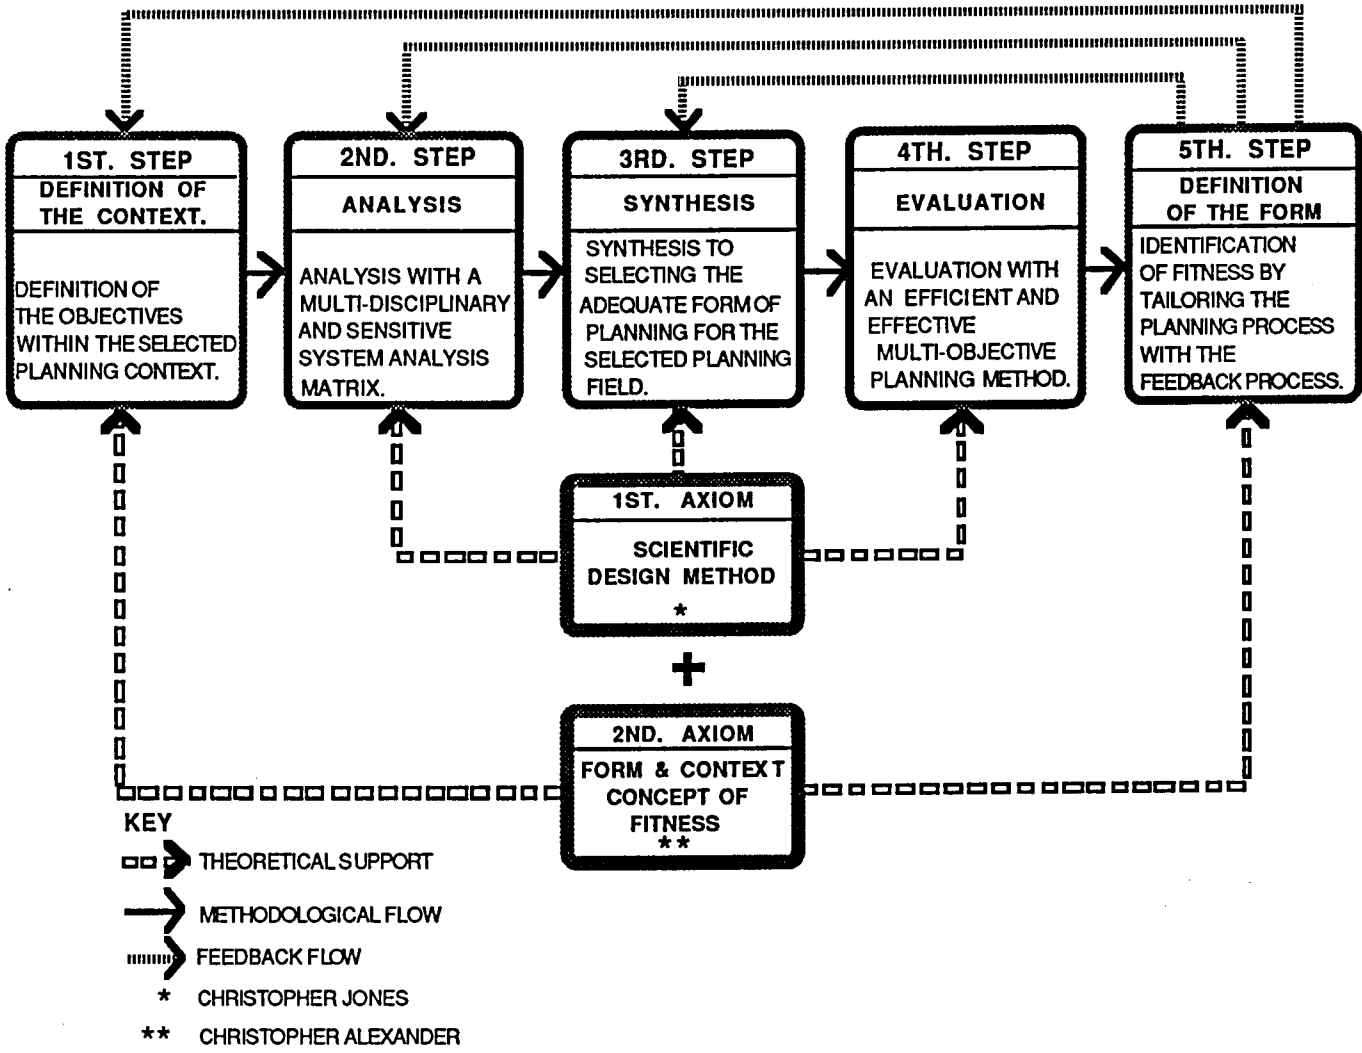 1ST. STEP
DEFINITION OF
THE CONTEXT.
DEFINITION OF
THE OBJECTIVES
WITHIN THE SELECTED
PLANNING CONTEXT.
2ND. STEP
ANALYSIS
ANALYSIS WITH A
MULTI-DISCIPLINARY
AND SENSITIVE
SYSTEM ANALYSIS
MATRIX.
3RD. STEP
SYNTHESIS
SYNTHESIS TO
SELECTING THE
ADEQUATE FORM OF
PLANNING FOR THE
SELECTED PLANNING
FIELD.
4TH. STEP
EVALUATION
EVALUATION WITH
AN EFFICIENT AND
EFFECTIVE
MULTI-OBJECTIVE
PLANNING METHOD.
5TH. STEP
DEFINITION
OF THE FORM
IDENTIFICATION
OF FITNESS BY
TAILORING THE
PLANNING PROCESS
WITH THE
FEEDBACK PROCESS.
1ST. AXIOM
SCIENTIFIC
DESIGN METHOD
*
+
2ND. AXIOM
FORM & CONTEXT
CONCEPT OF
FITNESS
**
KEY
THEORETICAL SUPPORT
METHODOLOGICAL FLOW
FEEDBACK FLOW
* CHRISTOPHER JONES
** CHRISTOPHER ALEXANDER